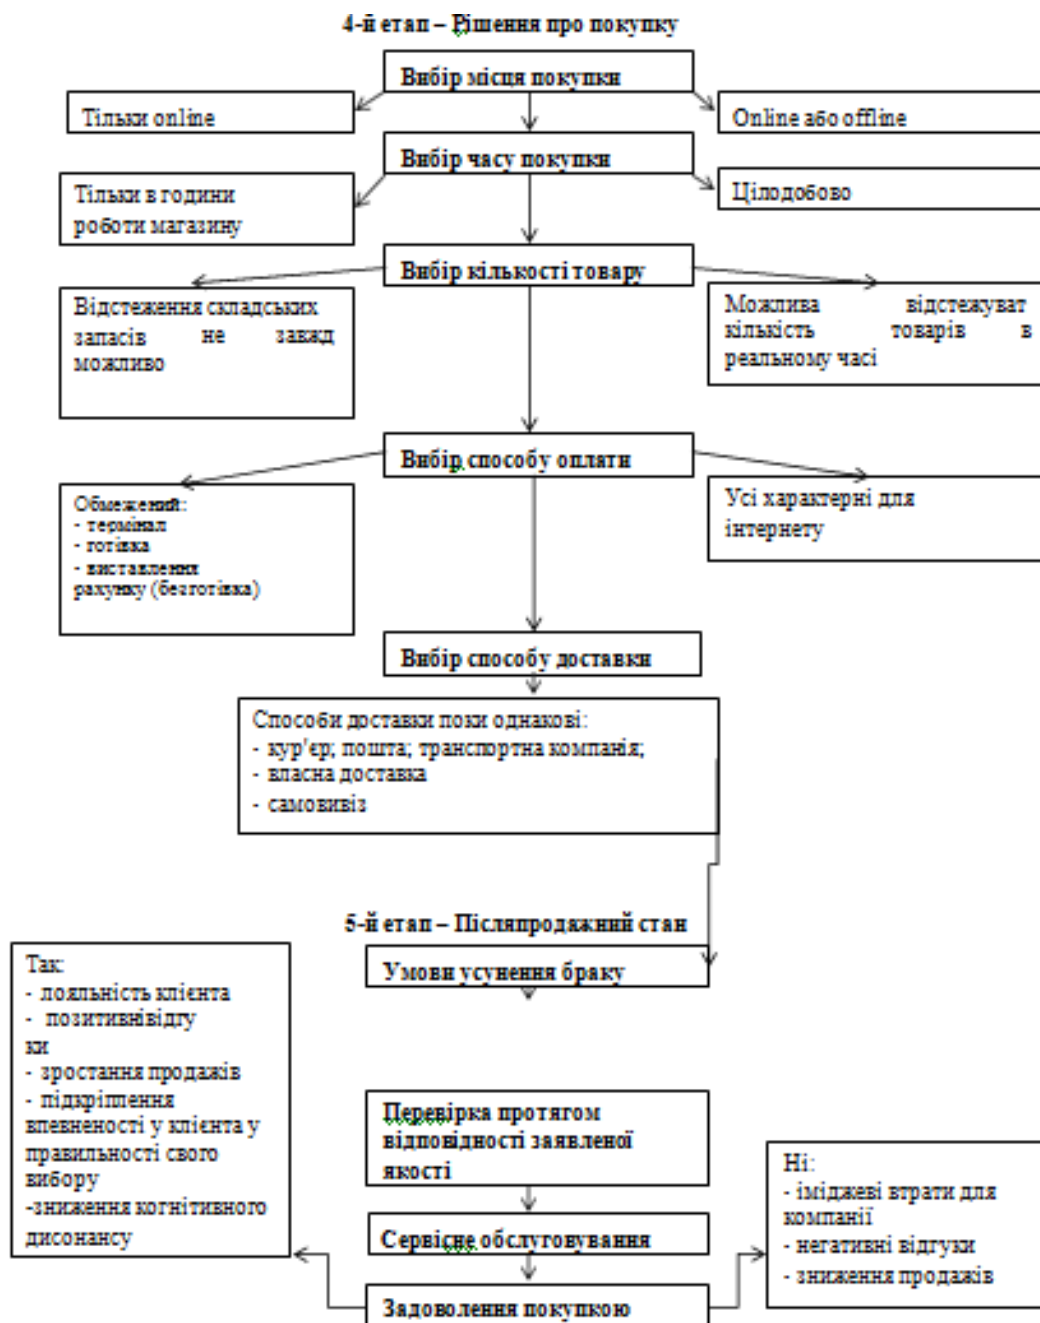 4-й етап – Рішення про покупку
Вибір місця покупки
Тільки online
Online або offline
Вибір часу покупки
Тільки в години
роботи магазину
Цілодобово
Вибір кількості товару
Відстеження складських
запасів не завжд
можливо
Можлива відстежуват
кількість товарів в
реальному часі
Вибір способу оплати
Обмежений:
- термінал
- готівка
- виставлення
рахунку (безготівка)
Усі характерні для
інтернету
Вибір способу доставки
Способи доставки поки однакові:
- кур'єр; пошта; транспортна компанія;
- власна доставка
- самовивіз
5-й етап – Післяпродажний стан
Умови усунення браку
Так:
- лояльність клієнта
- позитивнівідгу
ки
- зростання продажів
- підкріплення
впевненості у клієнта у
правильності свого
вибору
-зниження когнітивного
дисонансу
Перевірка протягом
відповідності заявленої
якості
Сервісне обслуговування
Задоволення покупкою
Ні:
- іміджеві втрати для
компанії
- негативні відгуки
- зниження продажів